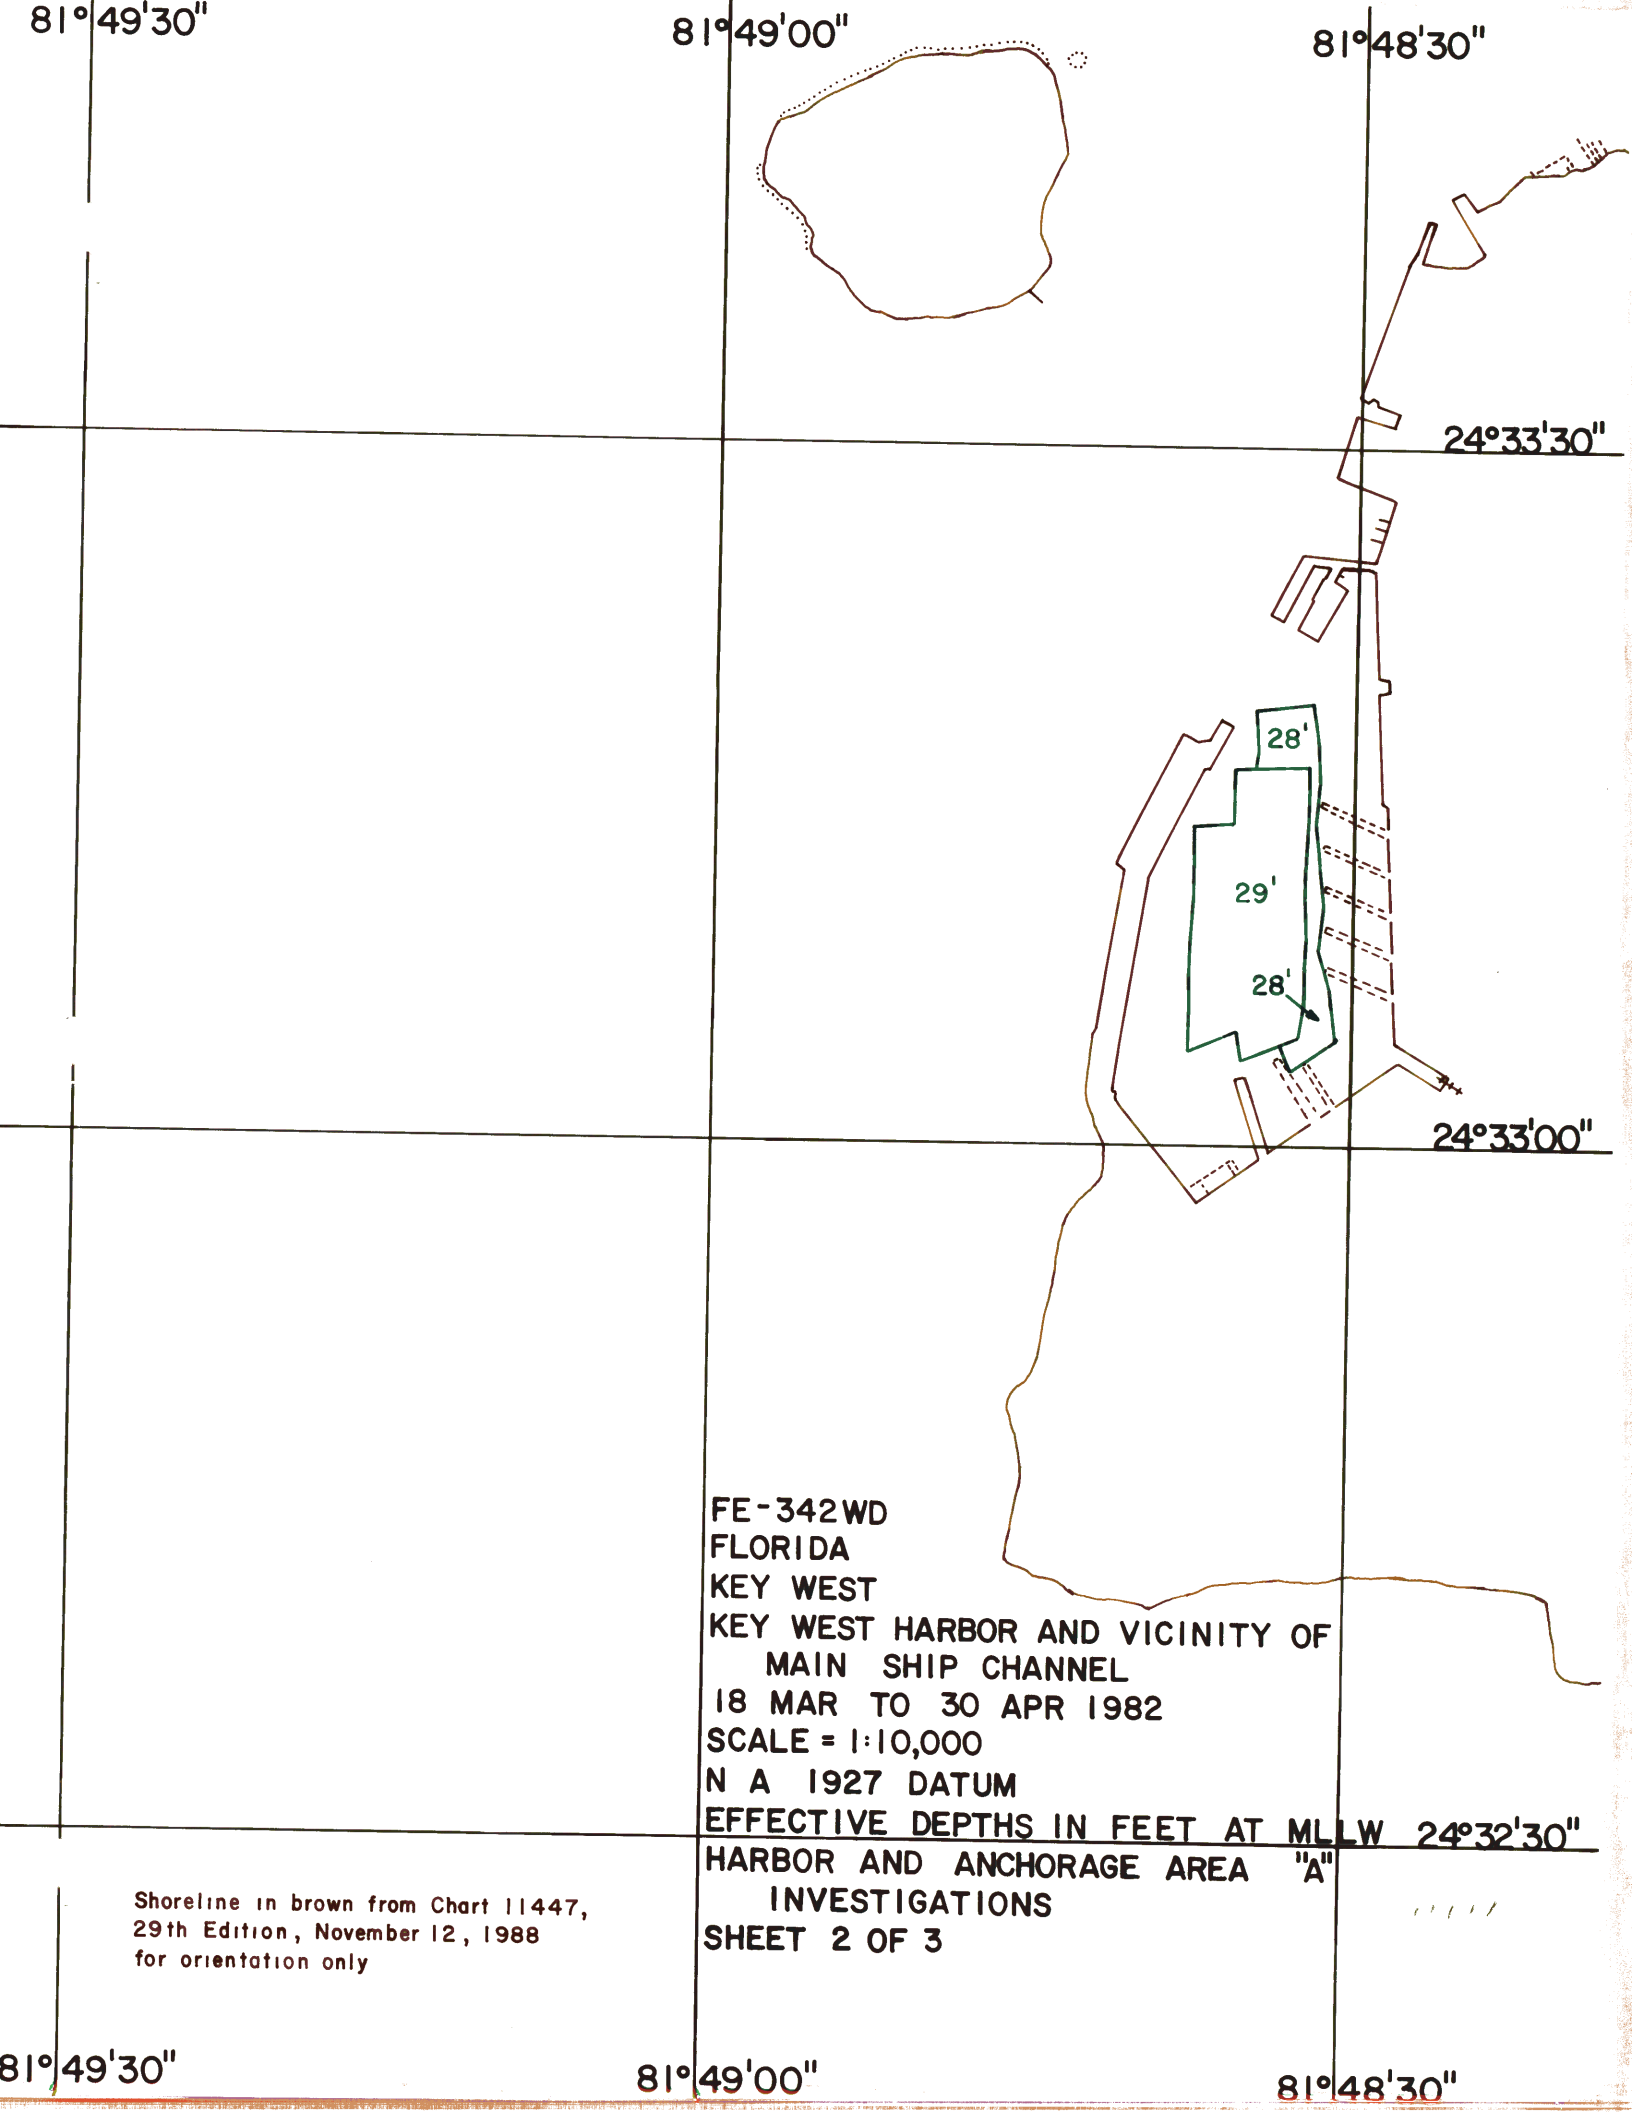 81°49'30"
81°49'00"
81°48'30"
24°33'30"
28'
29'
28'
24°33'00"
FE-342WD
FLORIDA
KEY WEST
KEY WEST HARBOR AND VICINITY OF
MAIN SHIP CHANNEL
18 MAR TO 30 APR 1982
SCALE = 1:10,000
N A 1927 DATUM
EFFECTIVE DEPTHS IN FEET AT MLLW
24°32'30"
HARBOR AND ANCHORAGE AREA "A"
INVESTIGATIONS
SHEET 2 OF 3
Shoreline in brown from Chart 11447,
29th Edition, November 12, 1988
for orientation only
81°49'30"
81°49'00"
81°48'30"